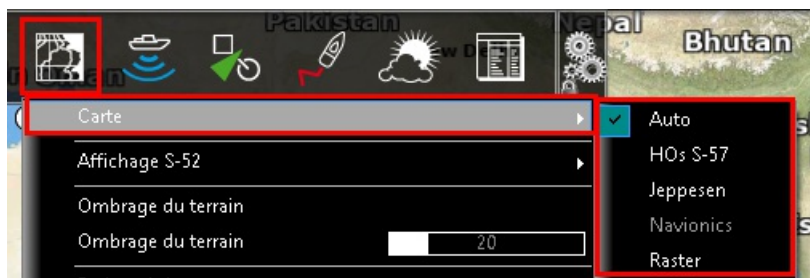 Pakistan
Nepal
Bhutan
Carte
Auto
HOs S-57
Affichage S-52
Jeppesen
Ombrage du terrain
Navionics
Ombrage du terrain
20
Raster